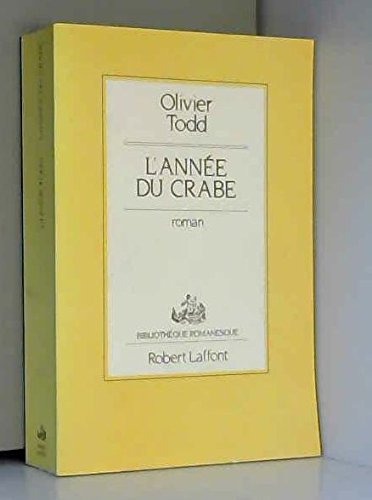 Olivier
Todd
L'ANNÉE
DU CRABE
roman
BIBLIOTHÈQUE ROMANESQUE
Robert Laffont